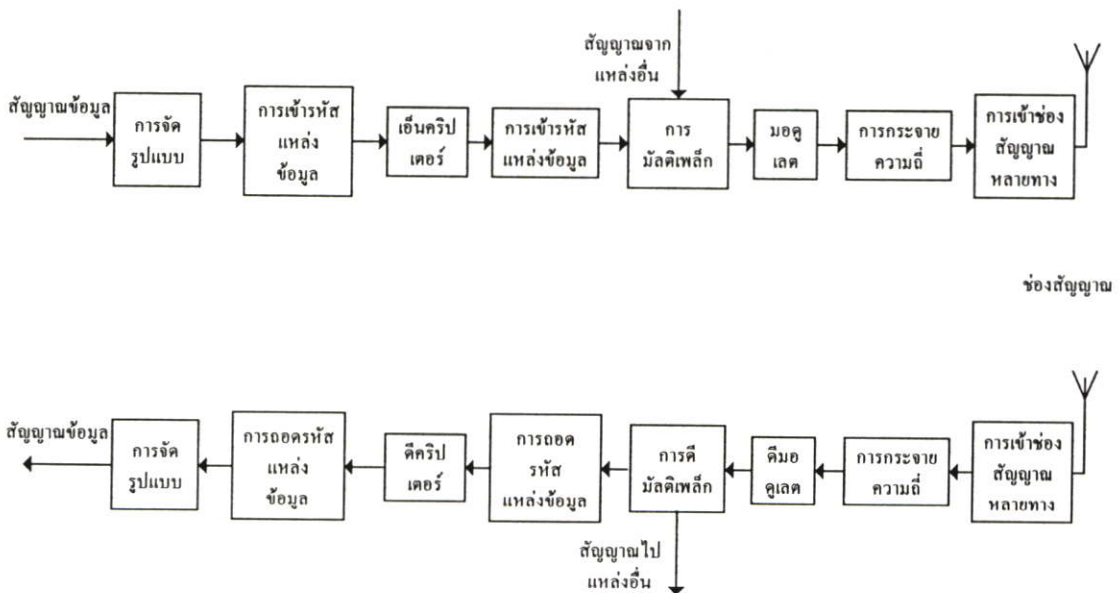 สัญญาณจาก
แหล่งอื่น
สัญญาณข้อมูล
การจัด
รูปแบบ
การเข้ารหัส
แหล่ง
ข้อมูล
เอ็นคริป
เตอร์
การเข้ารหัส
แหล่งข้อมูล
การ
มัลติเพล็ก
มอดู
เลต
การกระจาย
ความถี่
การเข้าช่อง
สัญญาณ
หลายทาง
ช่องสัญญาณ
สัญญาณข้อมูล
การจัด
รูปแบบ
การถอดรหัส
แหล่ง
ข้อมูล
ดีคริป
เตอร์
การถอด
รหัส
แหล่งข้อมูล
การดี
มัลติเพล็ก
ดีมอ
ดูเลต
การกระจาย
ความถี่
การเข้าช่อง
สัญญาณ
หลายทาง
สัญญาณไป
แหล่งอื่น